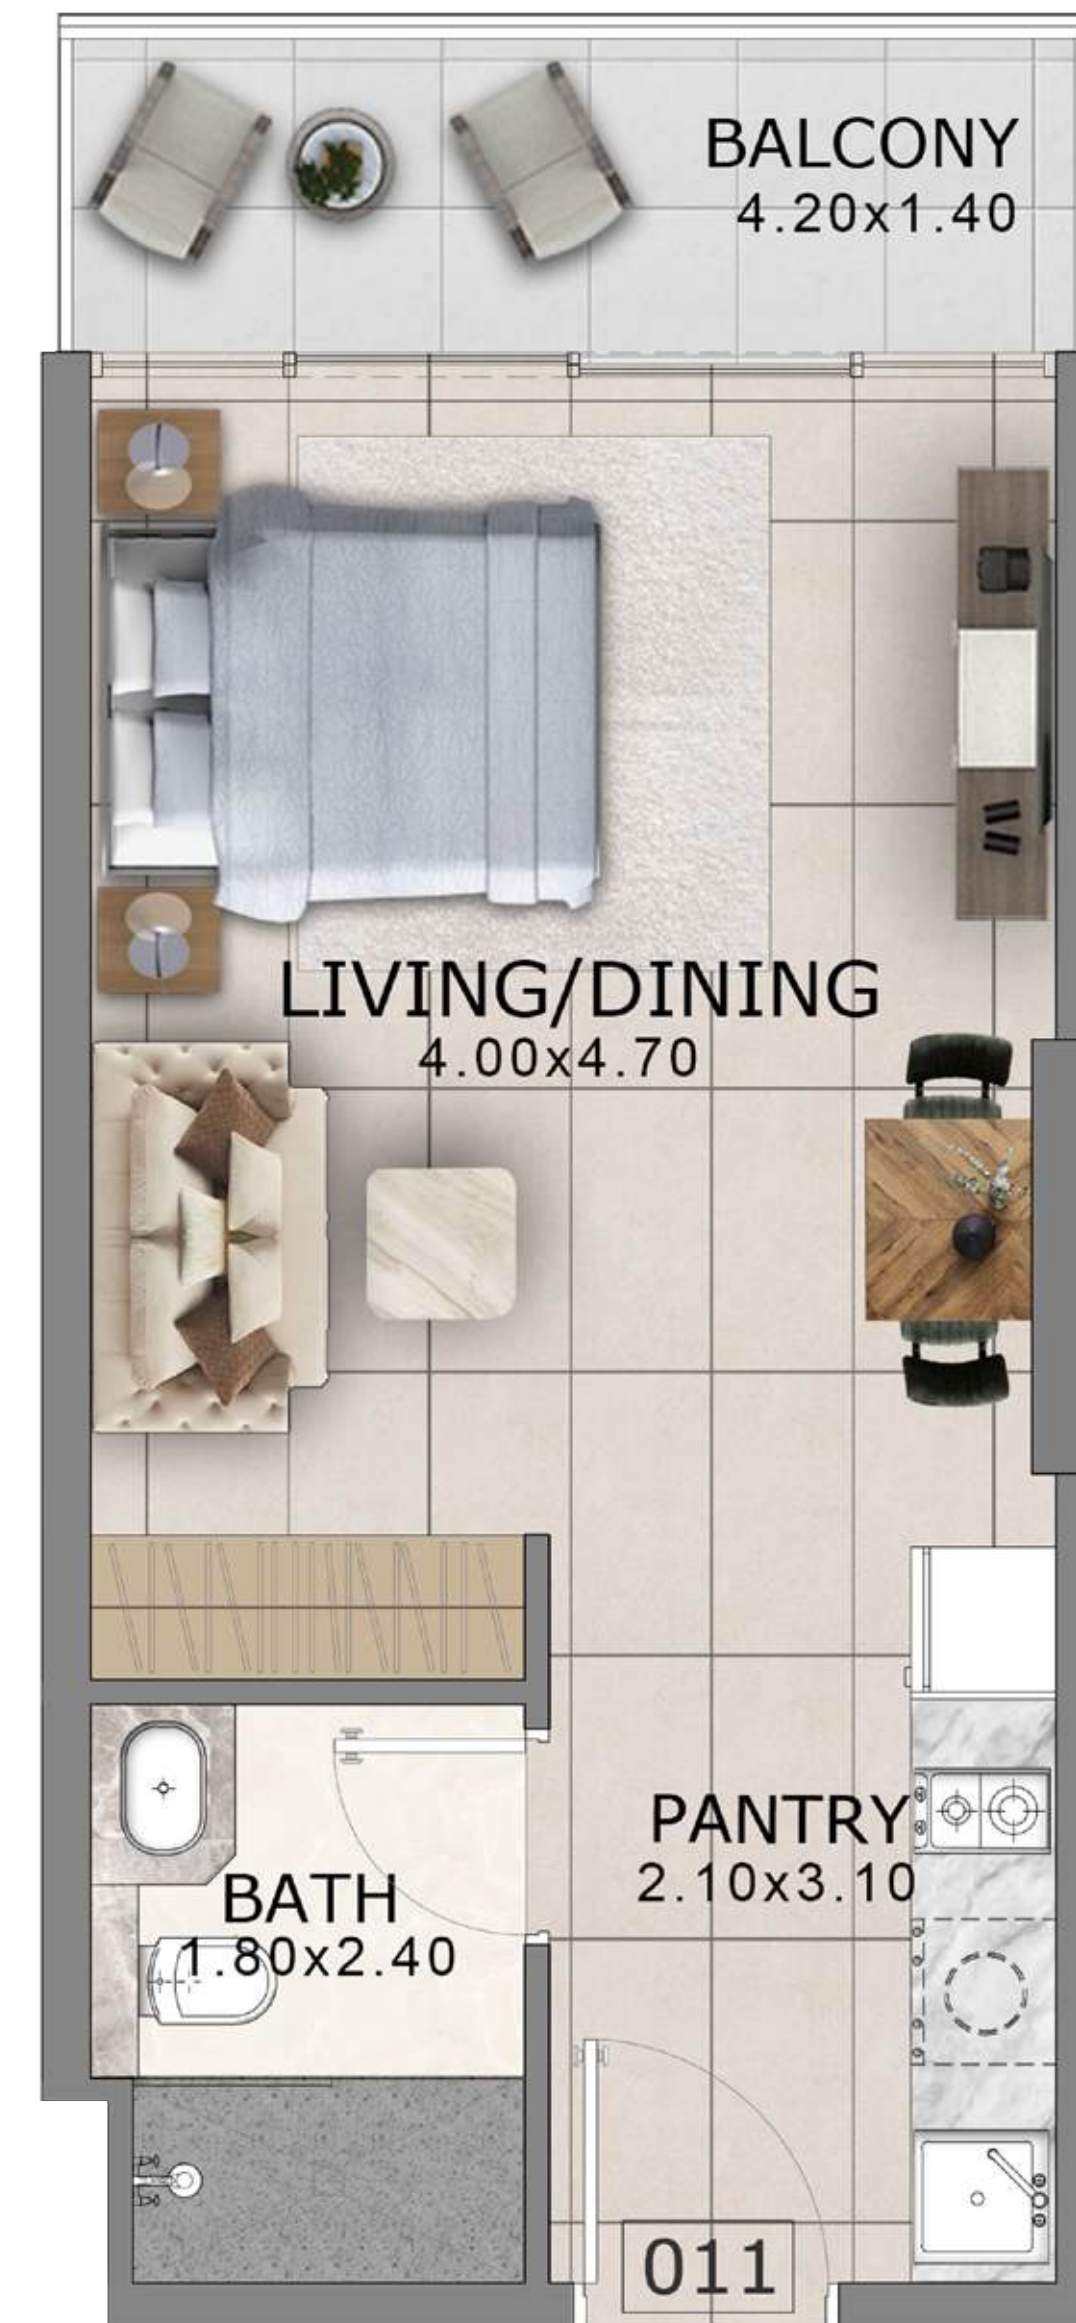 BALCONY
4.20x1.40
LIVING/DINING
4.00x4.70
PANTRY
2.10x3.10
BATH
1.80x2.40
011